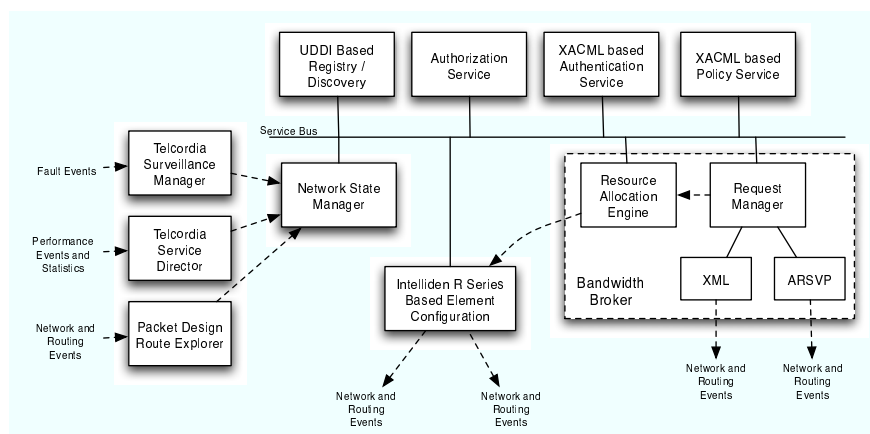 UDDI Based
Registry /
Discovery
Authorization
Service
XACML based
Authentication
Service
XACML based
Policy Service
Service Bus
Fault Events
Telcordia
Surveillance
Manager
Network State
Manager
Resource
Allocation
Engine
Request
Manager
Performance
Events and
Statistics
Telcordia
Service
Director
Intelliden R Series
Based Element
Configuration
Bandwidth
Broker
XML
ARSVP
Network and
Routing
Events
Packet Design
Route Explorer
Network and
Routing
Events
Network and
Routing
Events
Network and
Routing
Events
Network and
Routing
Events